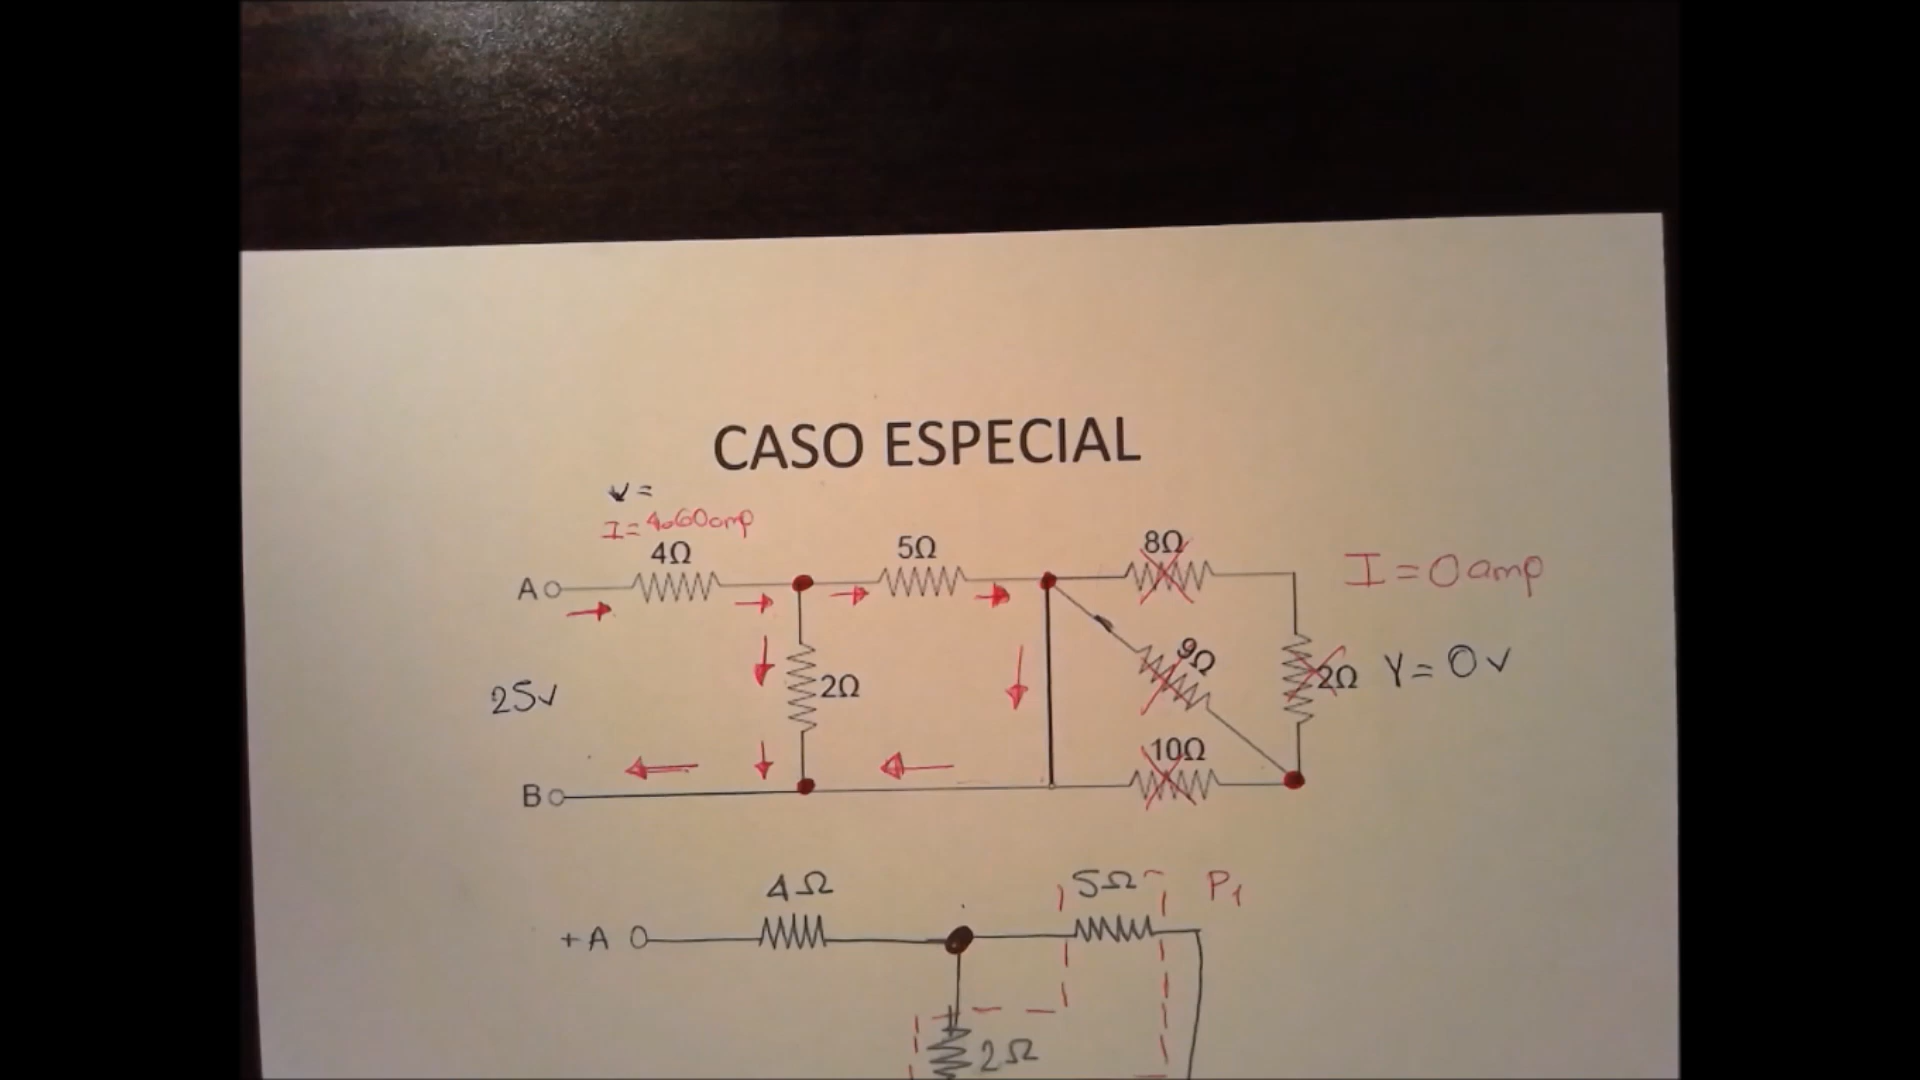 CASO ESPECIAL
V =
I = 4.60 amp
4Ω
5Ω
8Ω
A
I = 0 amp
9Ω
2Ω
2Ω
V = 0 v
25v
10Ω
B
4Ω
5Ω
P1
+ A
2Ω